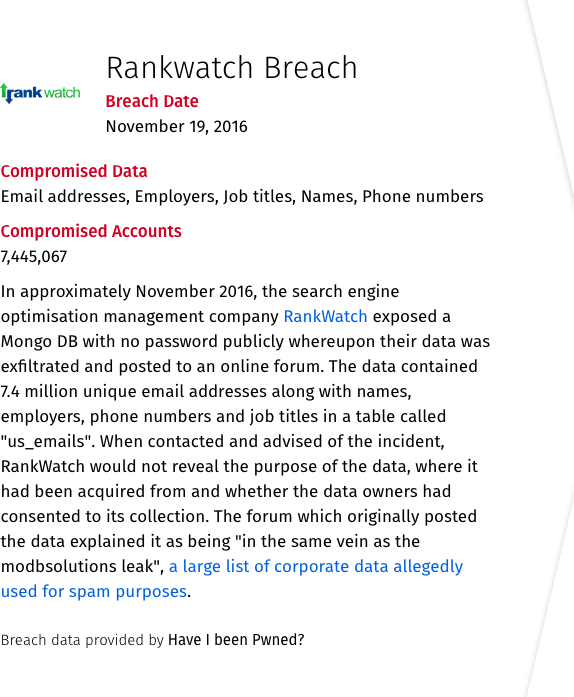 Rankwatch Breach
rank watch
Breach Date
November 19, 2016
Compromised Data
Email addresses, Employers, Job titles, Names, Phone numbers
Compromised Accounts
7,445,067
In approximately November 2016, the search engine
optimisation management company RankWatch exposed a
Mongo DB with no password publicly whereupon their data was
exfiltrated and posted to an online forum. The data contained
7.4 million unique email addresses along with names,
employers, phone numbers and job titles in a table called
"us_emails". When contacted and advised of the incident,
RankWatch would not reveal the purpose of the data, where it
had been acquired from and whether the data owners had
consented to its collection. The forum which originally posted
the data explained it as being "in the same vein as the
modbsolutions leak", a large list of corporate data allegedly
used for spam purposes.
Breach data provided by Have I been Pwned?